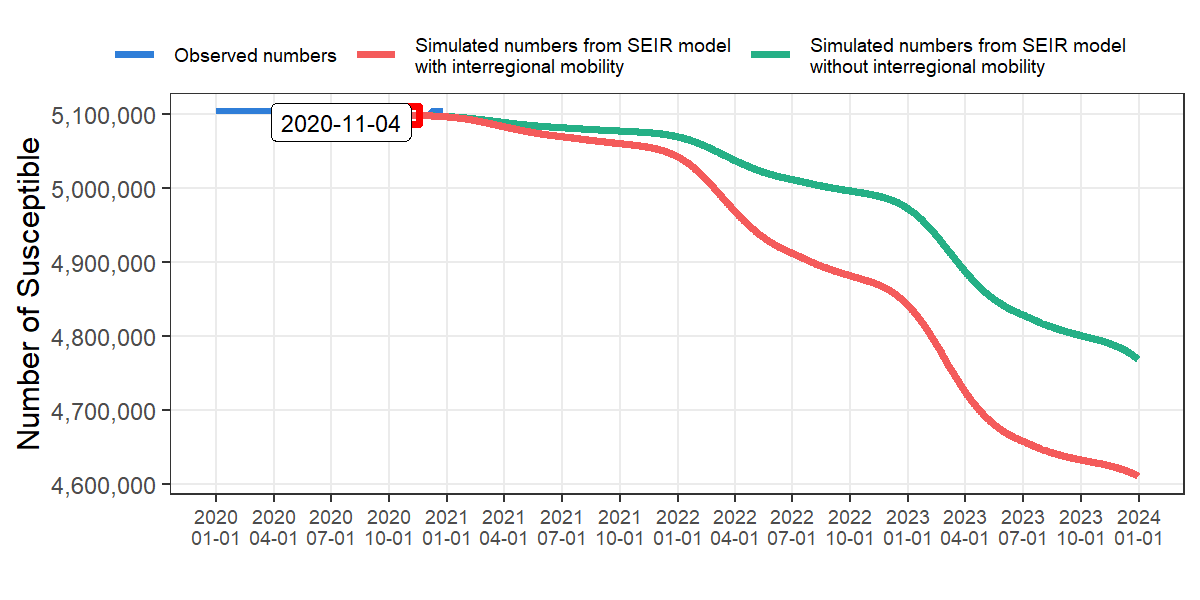 Observed numbers
Simulated numbers from SEIR model
with interregional mobility
Simulated numbers from SEIR model
without interregional mobility
Number of Susceptible
5,100,000
5,000,000
4,900,000
4,800,000
4,700,000
4,600,000
2020-11-04
2020 2020 2020 2020 2021 2021 2021 2021 2022 2022 2022 2022 2023 2023 2023 2023 2024
01-01 04-01 07-01 10-01 01-01 04-01 07-01 10-01 01-01 04-01 07-01 10-01 01-01 04-01 07-01 10-01 01-01